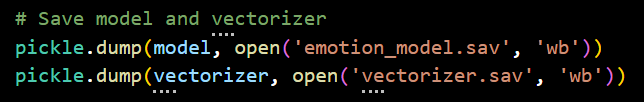 # Save model and vectorizer
pickle.dump(model, open('emotion_model.sav', 'wb'))
pickle.dump(vectorizer, open('vectorizer.sav', 'wb'))